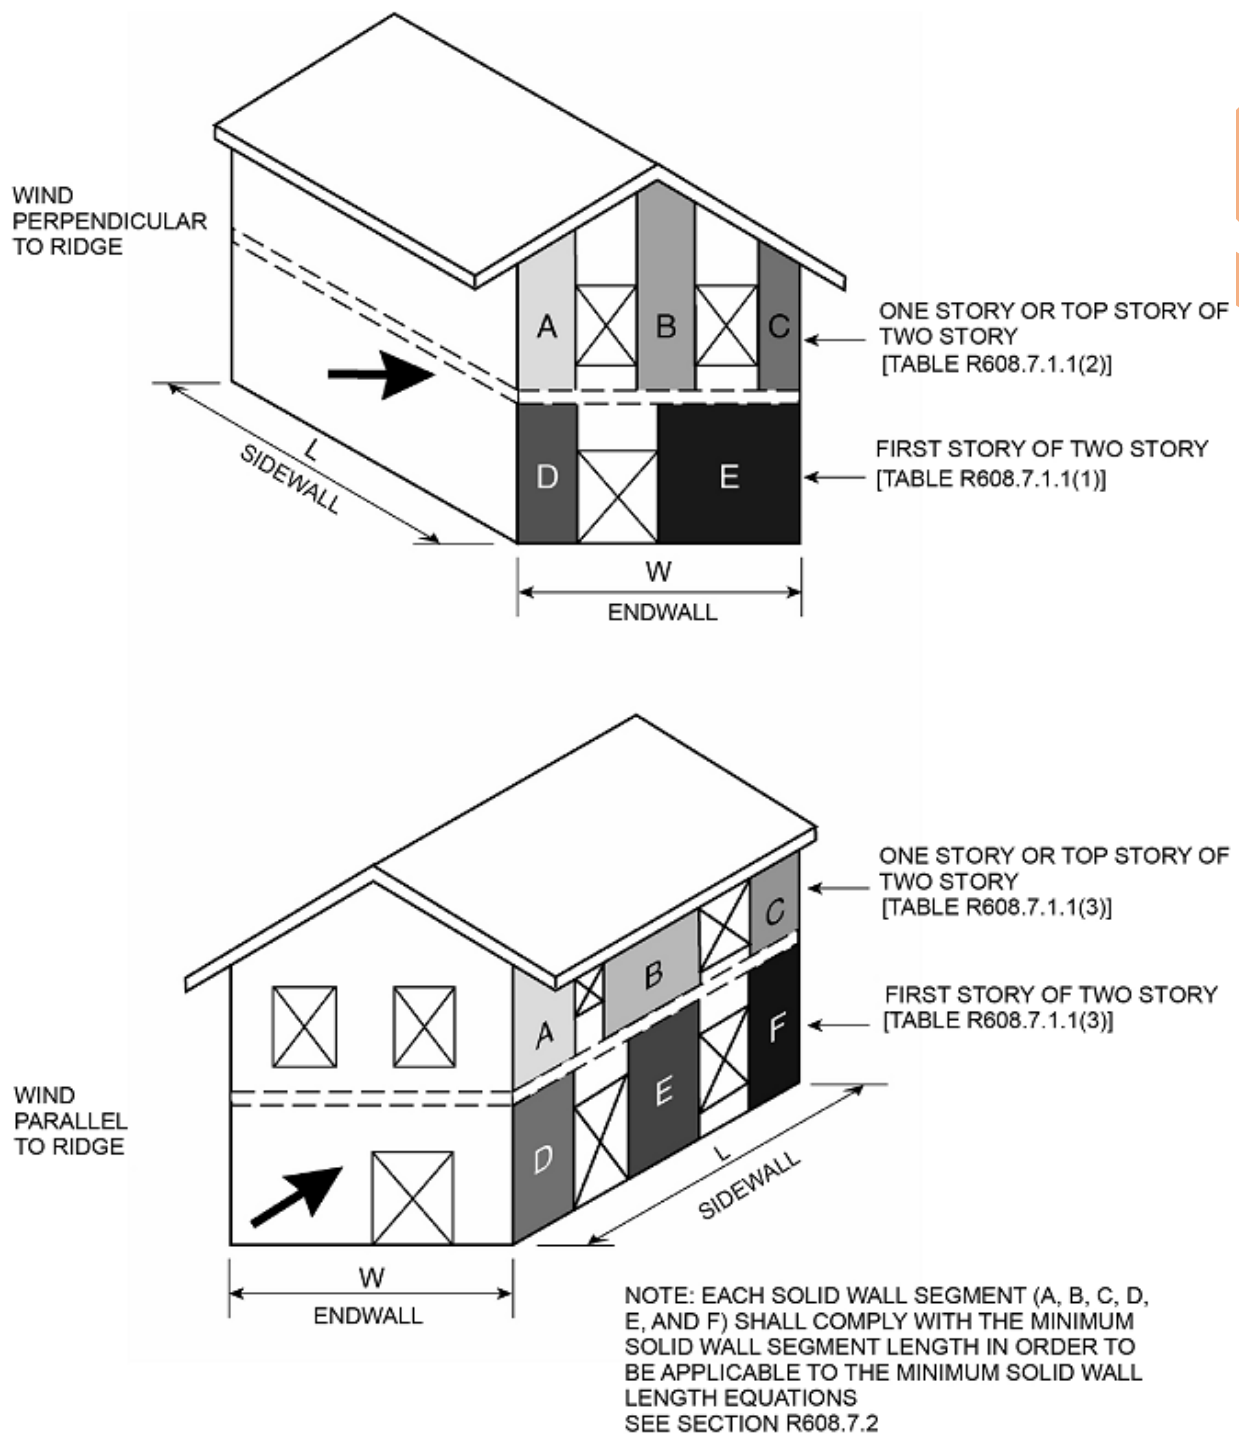 WIND
PERPENDICULAR
TO RIDGE
A
B
C
ONE STORY OR TOP STORY OF
TWO STORY
[TABLE R608.7.1.1(2)]
D
E
FIRST STORY OF TWO STORY
[TABLE R608.7.1.1(1)]
L
SIDEWALL
W
ENDWALL
ONE STORY OR TOP STORY OF
TWO STORY
[TABLE R608.7.1.1(3)]
A
B
C
FIRST STORY OF TWO STORY
[TABLE R608.7.1.1(3)]
D
E
F
WIND
PARALLEL
TO RIDGE
L
SIDEWALL
W
ENDWALL
NOTE: EACH SOLID WALL SEGMENT (A, B, C, D,
E, AND F) SHALL COMPLY WITH THE MINIMUM
SOLID WALL SEGMENT LENGTH IN ORDER TO
BE APPLICABLE TO THE MINIMUM SOLID WALL
LENGTH EQUATIONS
SEE SECTION R608.7.2